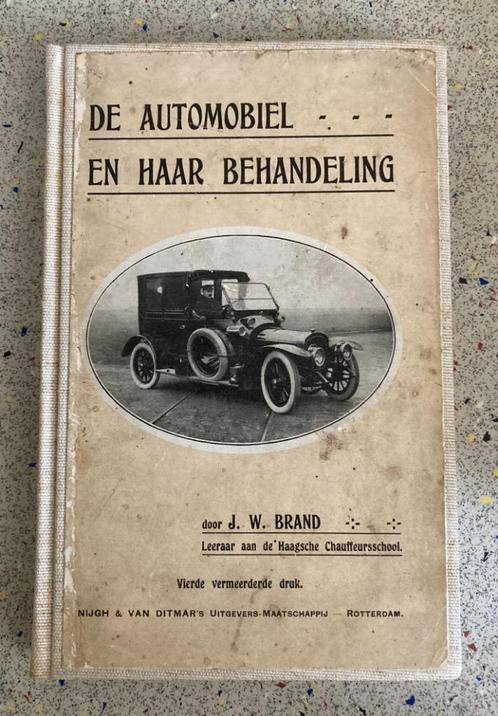 DE AUTOMOBIEL - - -
EN HAAR BEHANDELING
door J. W. BRAND -:- -:-
Leeraar aan de Haagsche Chauffeursschool.
Vierde vermeerderde druk.
NIJGH & VAN DITMAR'S UITGEVERS-MAATSCHAPPIJ — ROTTERDAM.